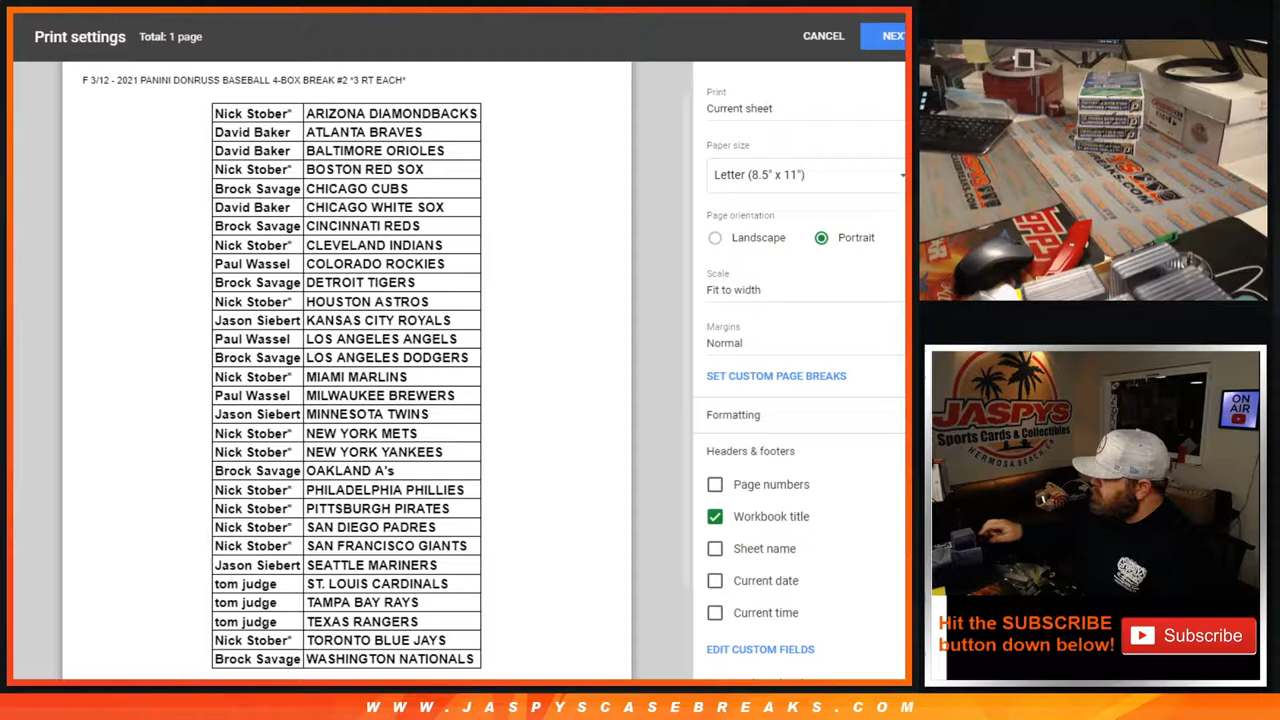 Print settings Total: 1 page CANCEL NEX
F 3/12 - 2021 PANINI DONRUSS BASEBALL 4-BOX BREAK #2 *3 RT EACH*
Nick Stober* ARIZONA DIAMONDBACKS
David Baker ATLANTA BRAVES
David Baker BALTIMORE ORIOLES
Nick Stober* BOSTON RED SOX
Brock Savage CHICAGO CUBS
David Baker CHICAGO WHITE SOX
Brock Savage CINCINNATI REDS
Nick Stober* CLEVELAND INDIANS
Paul Wassel COLORADO ROCKIES
Brock Savage DETROIT TIGERS
Nick Stober* HOUSTON ASTROS
Jason Siebert KANSAS CITY ROYALS
Paul Wassel LOS ANGELES ANGELS
Brock Savage LOS ANGELES DODGERS
Nick Stober* MIAMI MARLINS
Paul Wassel MILWAUKEE BREWERS
Jason Siebert MINNESOTA TWINS
Nick Stober* NEW YORK METS
Nick Stober* NEW YORK YANKEES
Brock Savage OAKLAND A's
Nick Stober* PHILADELPHIA PHILLIES
Nick Stober* PITTSBURGH PIRATES
Nick Stober* SAN DIEGO PADRES
Nick Stober* SAN FRANCISCO GIANTS
Jason Siebert SEATTLE MARINERS
tom judge ST. LOUIS CARDINALS
tom judge TAMPA BAY RAYS
tom judge TEXAS RANGERS
Nick Stober* TORONTO BLUE JAYS
Brock Savage WASHINGTON NATIONALS
Print
Current sheet
Paper size
Letter (8.5" x 11")
Page orientation
Landscape Portrait
Scale
Fit to width
Margins
Normal
SET CUSTOM PAGE BREAKS
Formatting
Headers & footers
Page numbers
Workbook title
Sheet name
Current date
Current time
EDIT CUSTOM FIELDS
JASPYS
Sports Cards & Collectibles
HERMOSA BEACH, CA
ON
AIR
Hit the SUBSCRIBE
button down below!
Subscribe
WWW.JASPYSCASEBREAKS.COM